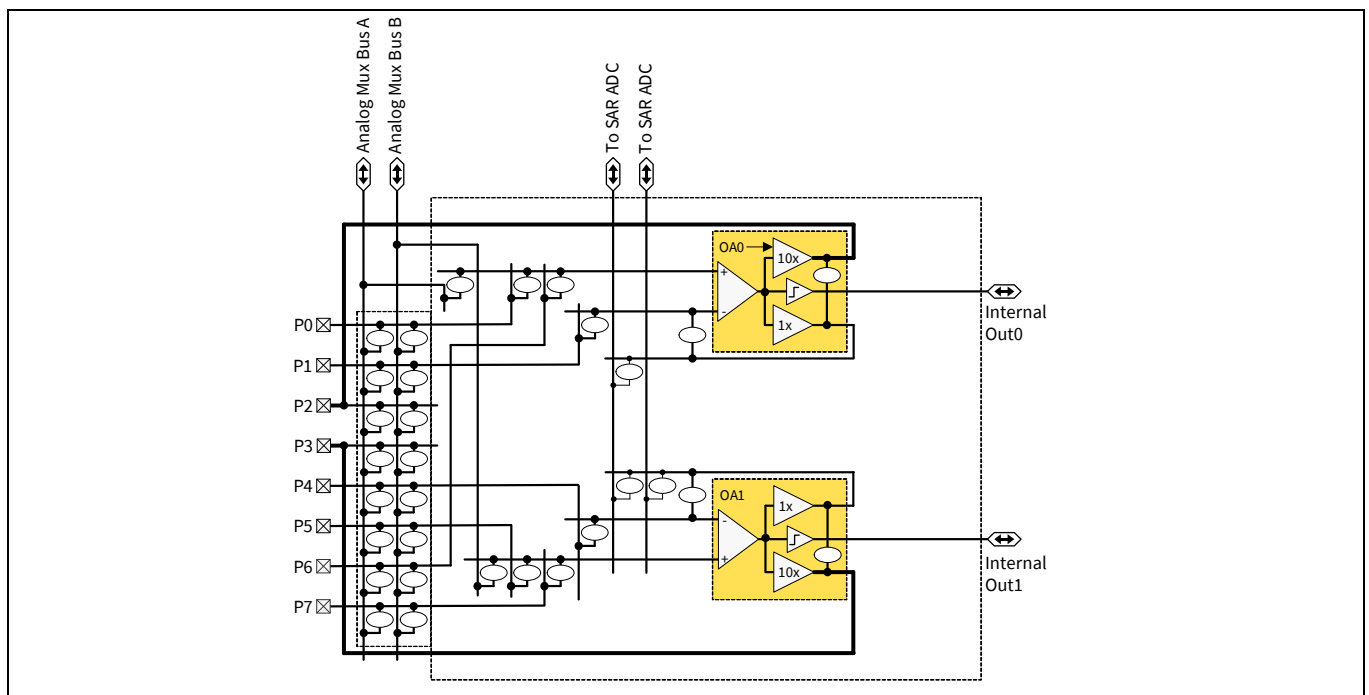 Analog Mux Bus A
Analog Mux Bus B
To SAR ADC
To SAR ADC
OA0
10x
+
-
1x
Internal
Out0
P0
P1
P2
P3
P4
P5
P6
P7
OA1
1x
-
+
10x
Internal
Out1